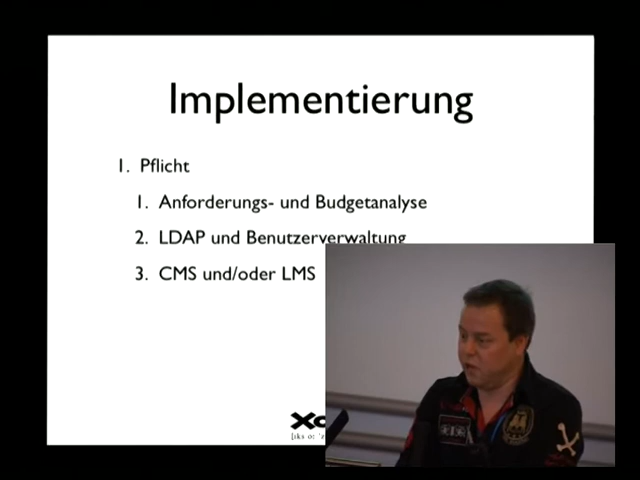 Implementierung
1. Pflicht
1. Anforderungs- und Budgetanalyse
2. LDAP und Benutzerverwaltung
3. CMS und/oder LMS